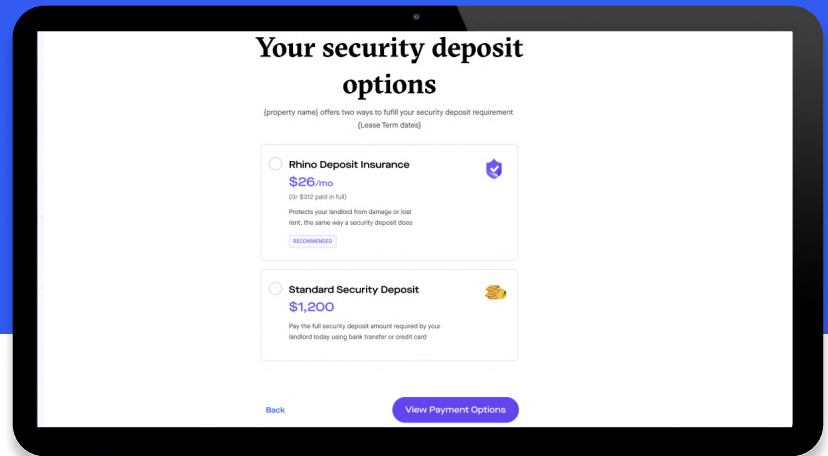 Your security deposit
options
{property name} offers two ways to fufill your security deposit requirement
{Lease Term dates}
Rhino Deposit Insurance
$26/mo
(Or $312 paid in full)
Protects your landlord from damage or lost
rent, the same way a security deposit does
RECOMMENDED
Standard Security Deposit
$1,200
Pay the full security deposit amount required by your
landlord today using bank transfer or credit card
Back
View Payment Options